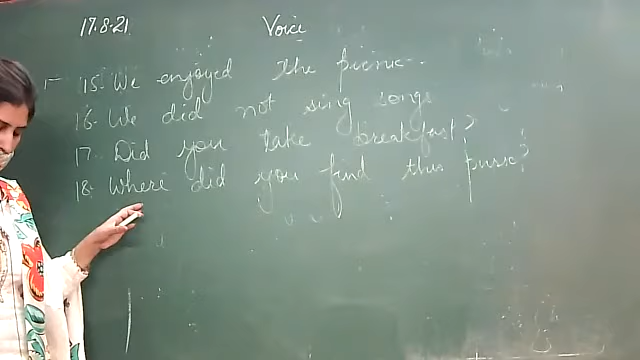 17.8.21 Voice
15. We enjoyed the picnic.
16. We did not sing songs
17. Did you take breakfast?
18. Where did you find this purse?